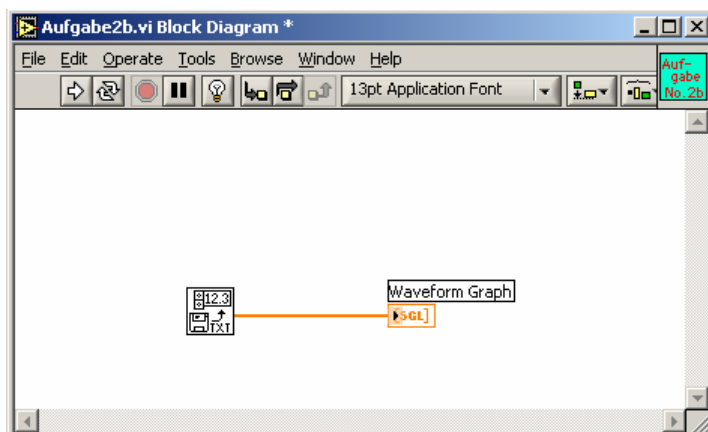 Aufgabe2b.vi Block Diagram *
File Edit Operate Tools Browse Window Help
13pt Application Font
Auf-
gabe
No.2b
12.3
TXT
Waveform Graph
SGL